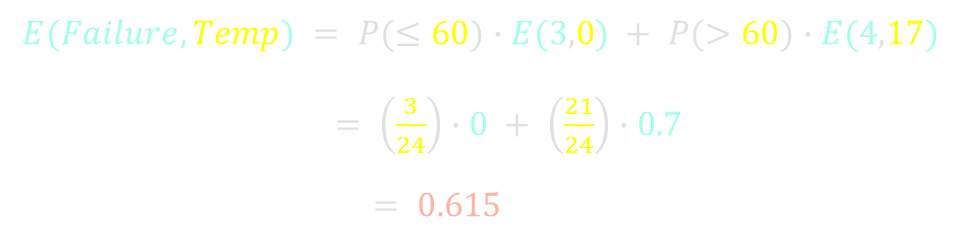 E(Failure,Temp) = P(≤ 60) · E(3,0) + P(> 60) · E(4,17)
= (3/24) · 0 + (21/24) · 0.7
= 0.615